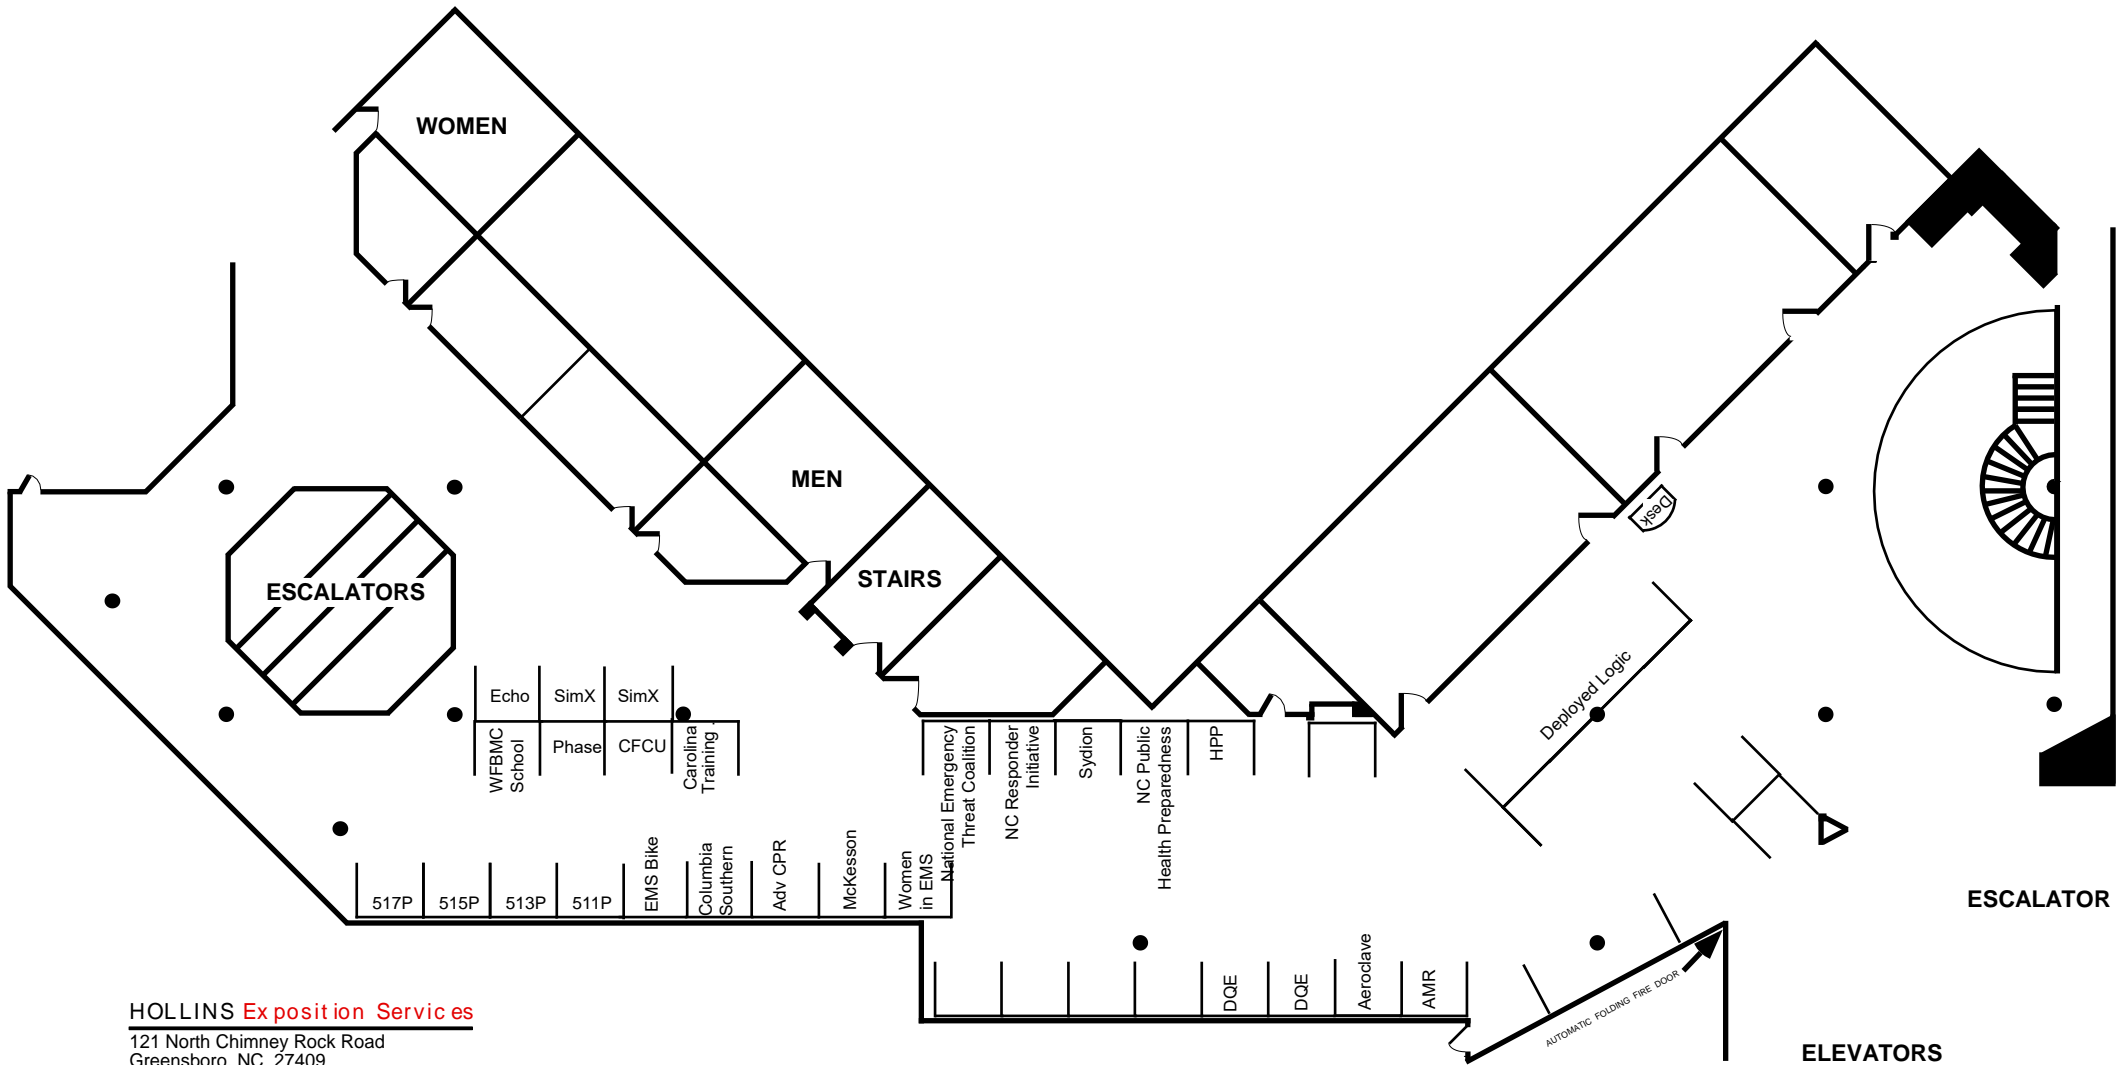 WOMEN
MEN
STAIRS
Desk
ESCALATORS
Echo
SimX
SimX
WFBMC
School
Phase
CFCU
Carolina
Training
National Emergency
Threat Coalition
NC Responder
Initiative
Sydion
NC Public
Health Preparedness
HPP
Deployed Logic
517P
515P
513P
511P
EMS Bike
Columbia
Southern
Adv CPR
McKesson
Women
in EMS
ESCALATOR
DQE
DQE
Aeroclave
AMR
AUTOMATIC FOLDING FIRE DOOR
ELEVATORS
HOLLINS Exposition Services
121 North Chimney Rock Road
Greensboro, NC 27409